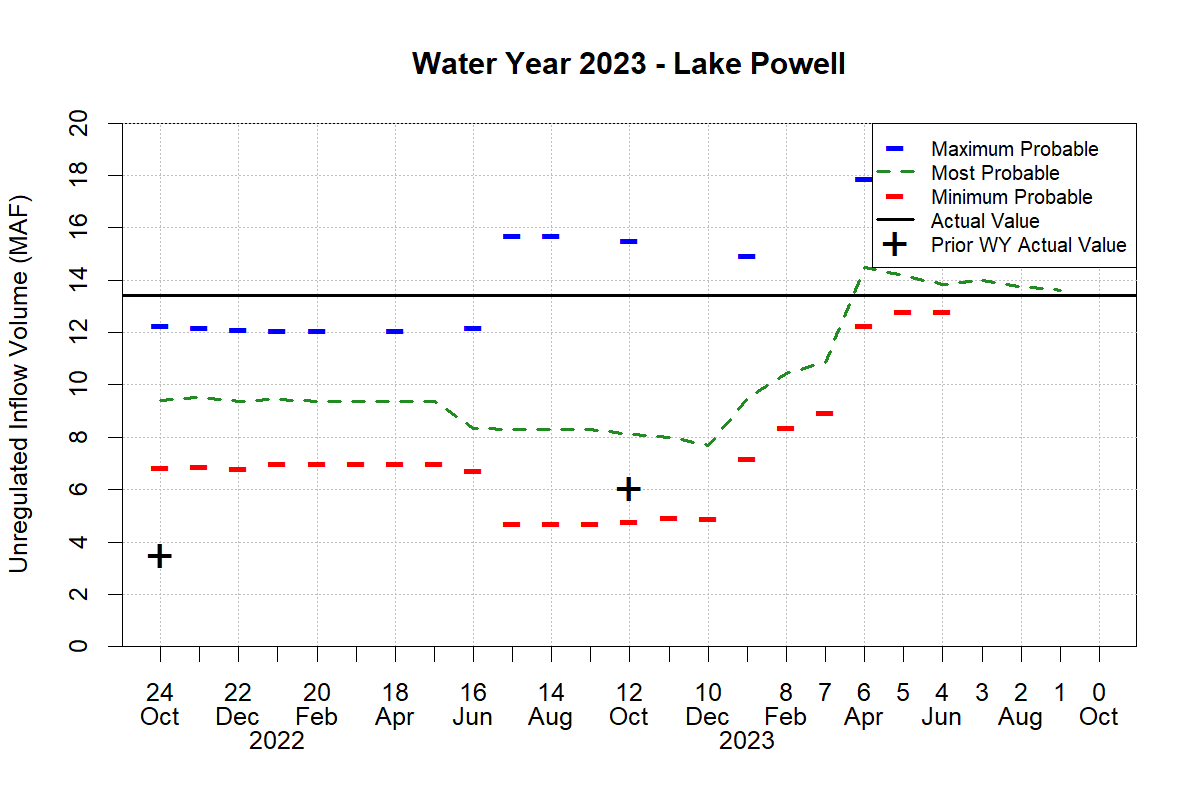 Water Year 2023 - Lake Powell
Unregulated Inflow Volume (MAF)
20
18
16
14
12
10
8
6
4
2
0
Maximum Probable
Most Probable
Minimum Probable
Actual Value
Prior WY Actual Value
24 22 20 18 16 14 12 10 8 7 6 5 4 3 2 1 0
Oct Dec Feb Apr Jun Aug Oct Dec Feb Apr Jun Aug Oct
2022 2023